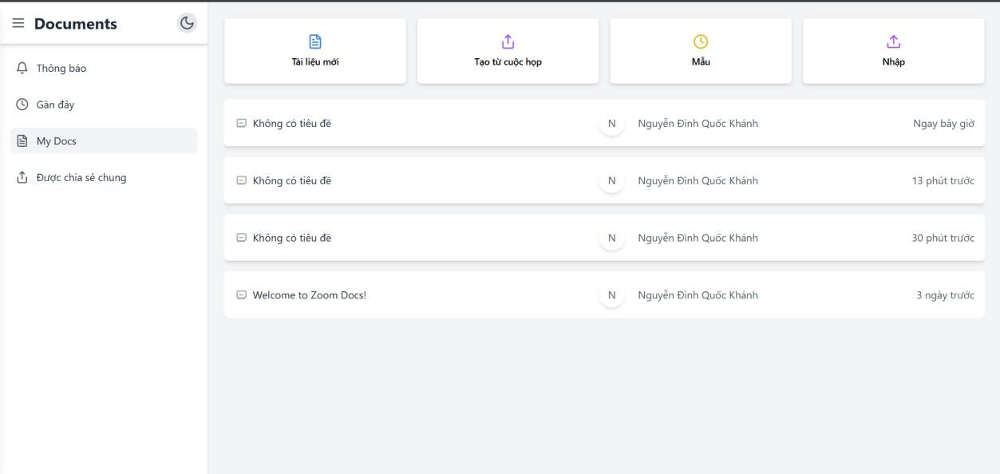 Documents
Thông báo
Gần đây
My Docs
Được chia sẻ chung
Tài liệu mới
Tạo từ cuộc họp
Mẫu
Nhập
Không có tiêu đề N Nguyễn Đình Quốc Khánh Ngay bây giờ
Không có tiêu đề N Nguyễn Đình Quốc Khánh 13 phút trước
Không có tiêu đề N Nguyễn Đình Quốc Khánh 30 phút trước
Welcome to Zoom Docs! N Nguyễn Đình Quốc Khánh 3 ngày trước